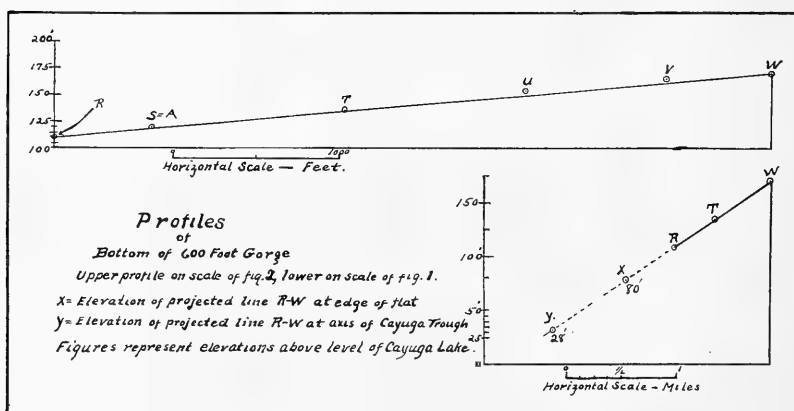 200'
175
W
V
U
150
T
R
S=A
125
100
0 1000
Horizontal Scale — Feet.
W
150
T
Profiles
of
Bottom of 600 Foot Gorge
Upper profile on scale of fig. 2, lower on scale of fig. 1.
X= Elevation of projected line R-W at edge of flat
Y= Elevation of projected line R-W at axis of Cayuga Trough
Figures represent elevations above level of Cayuga Lake.
R
100'
X
80'
50'
Y.
28'
25
0 ½ 1
Horizontal Scale - Miles